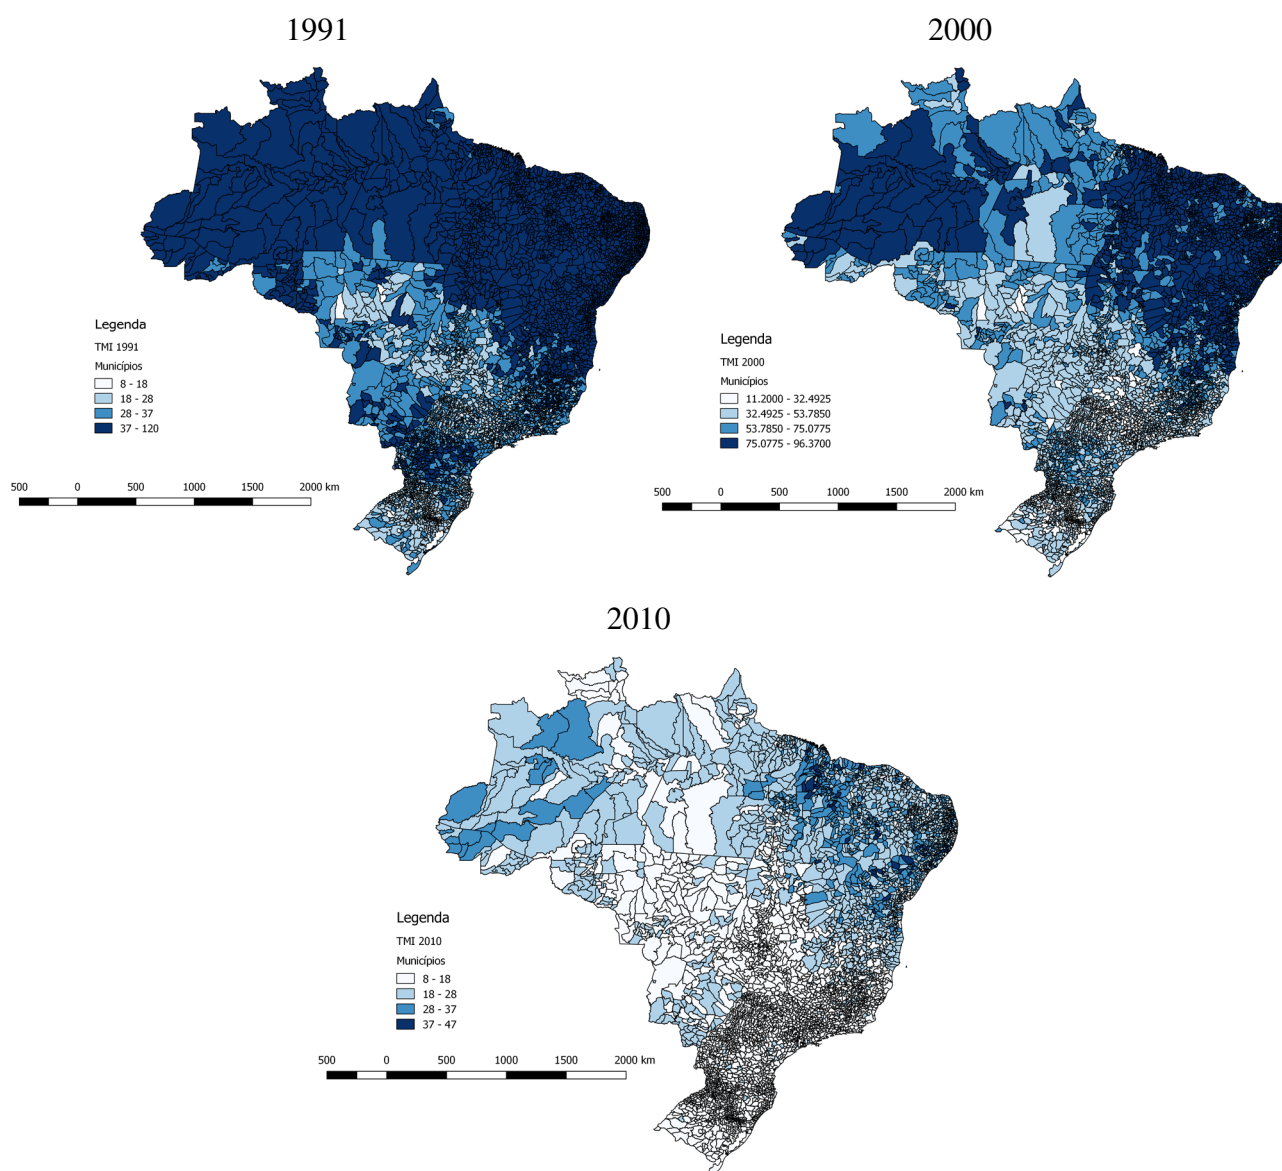 1991
2000
Legenda
TMI 1991
Municípios
8 - 18
18 - 28
28 - 37
37 - 120
500 0 500 1000 1500 2000 km
Legenda
TMI 2000
Municípios
11.2000 - 32.4925
32.4925 - 53.7850
53.7850 - 75.0775
75.0775 - 96.3700
500 0 500 1000 1500 2000 km
2010
Legenda
TMI 2010
Municípios
8 - 18
18 - 28
28 - 37
37 - 47
500 0 500 1000 1500 2000 km